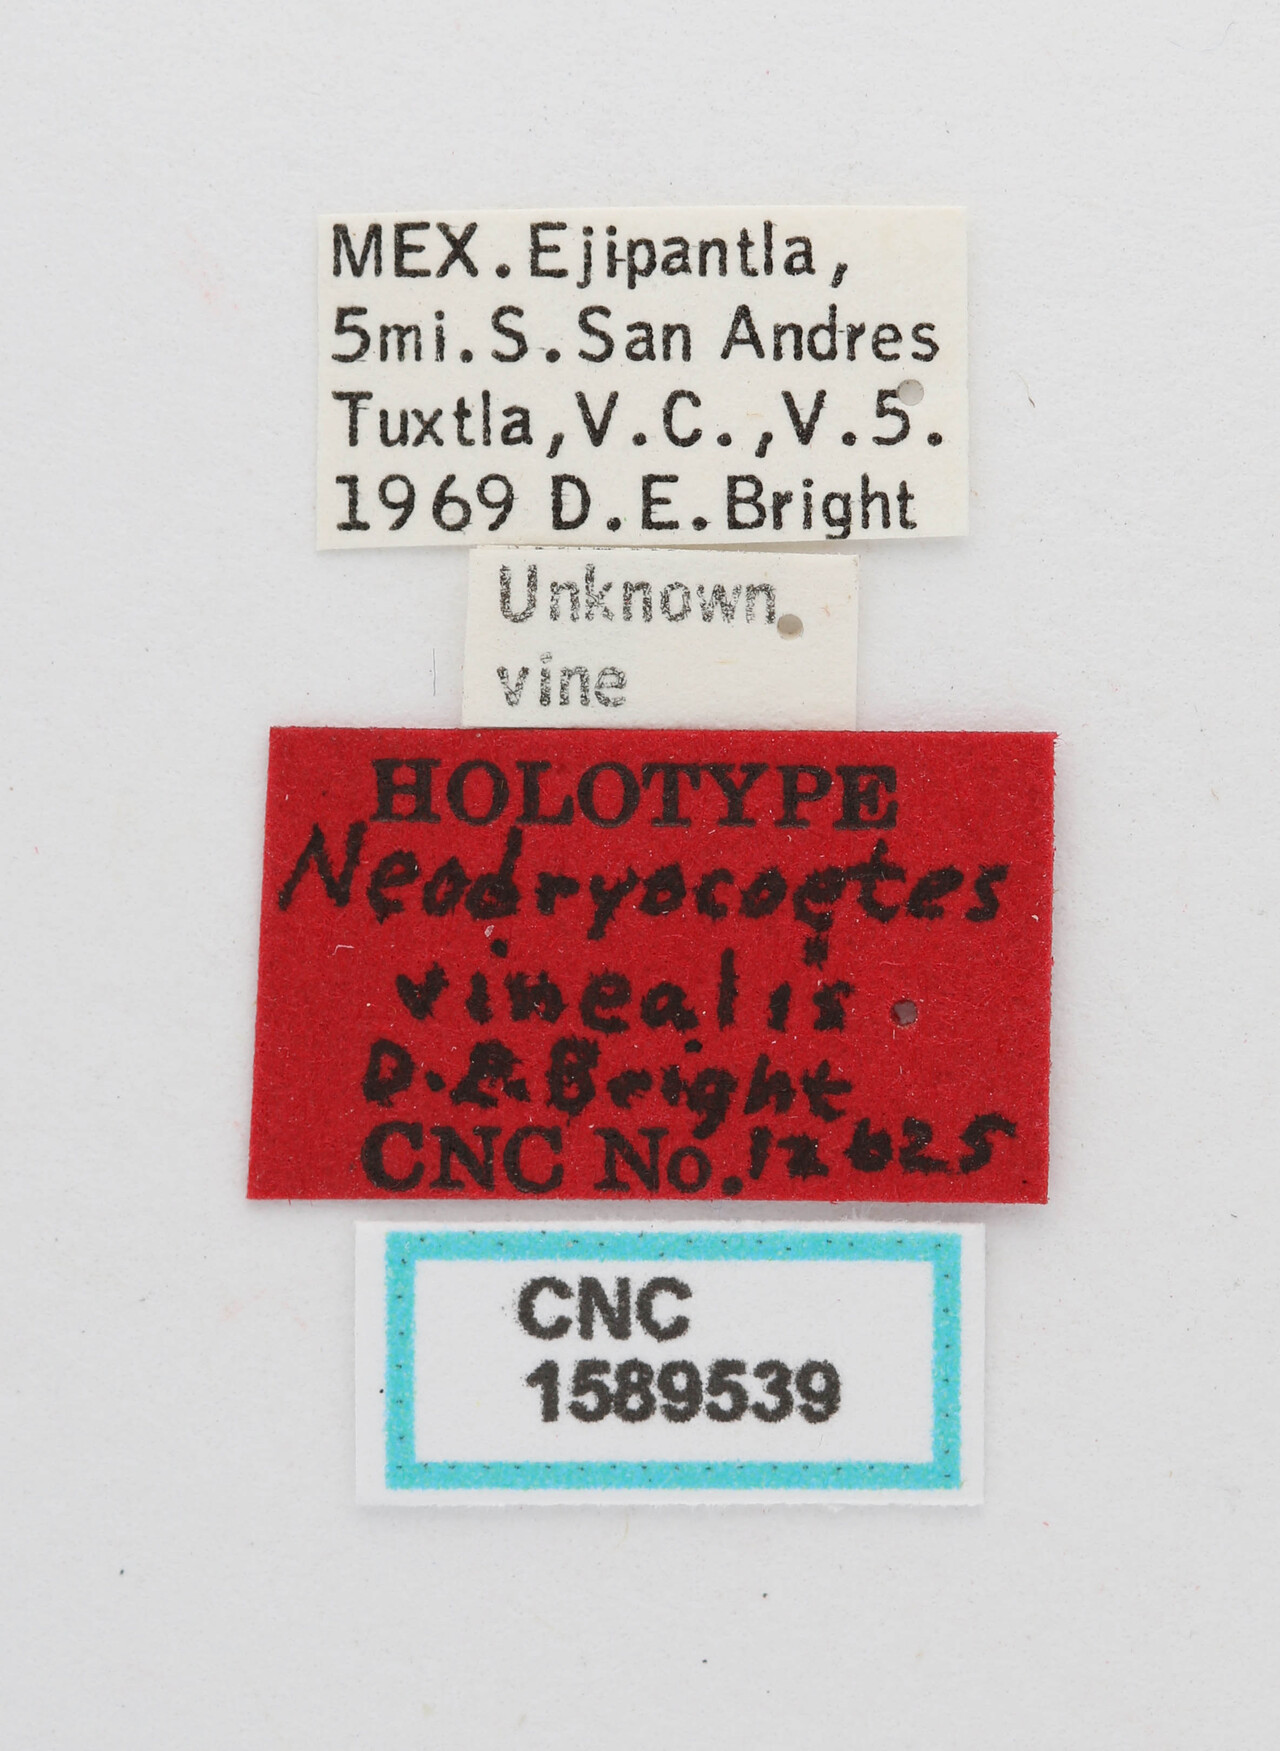 MEX. Ejipantla,
5mi. S. San Andres
Tuxtla, V.C., V.5.
1969 D.E. Bright
Unknown
vine
HOLOTYPE
Neodryocoetes
vinealis
D.E. Bright
CNC No. 12625
CNC
1589539